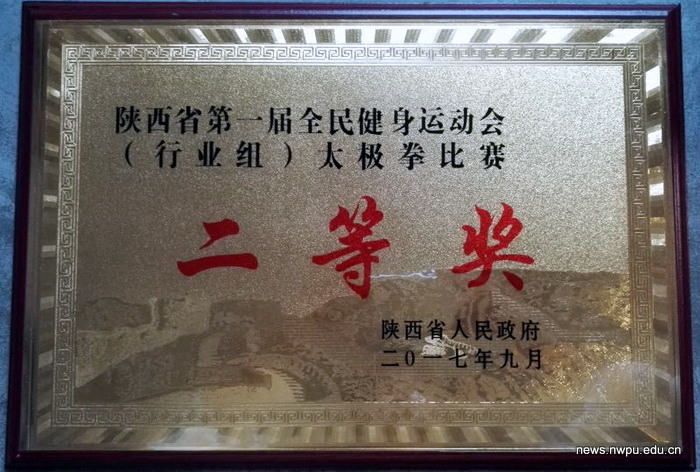 陕西省第一届全民健身运动会
（行业组）太极拳比赛
二等奖
陕西省人民政府
二〇一七年九月
news.nwpu.edu.cn